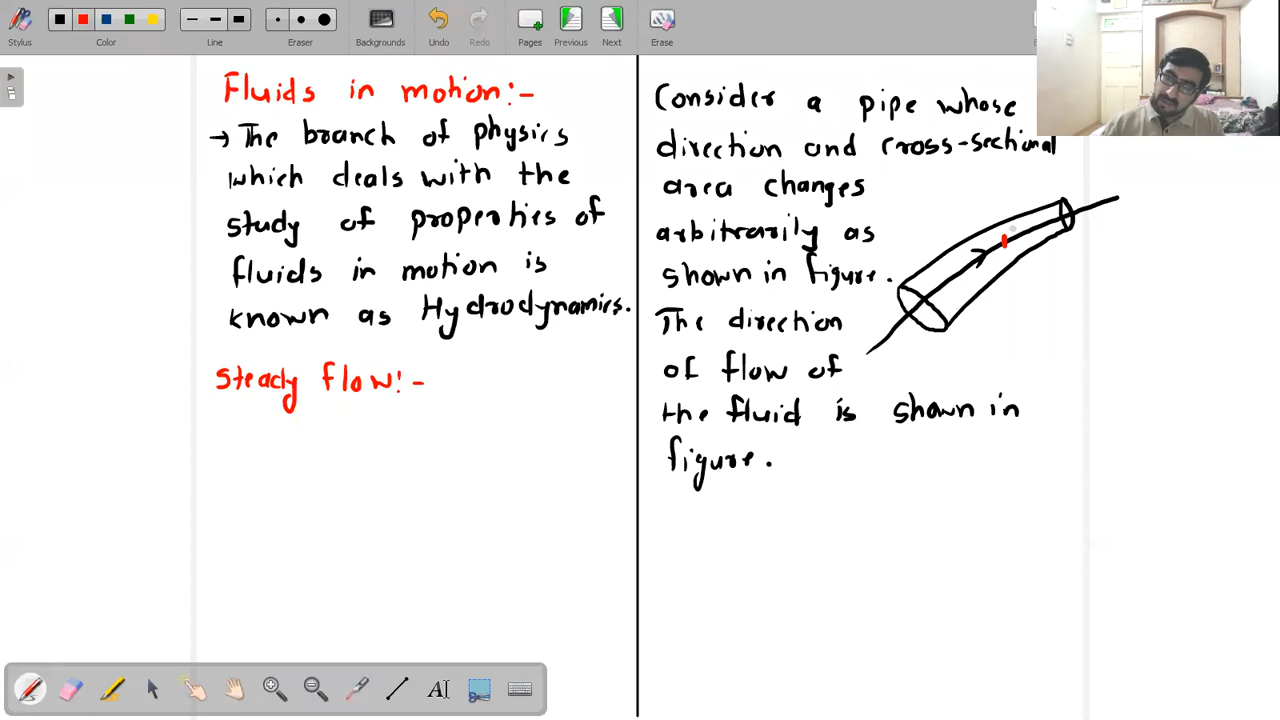 Stylus
Color
Line
Eraser
Backgrounds
Undo
Redo
Pages
Previous
Next
Erase
Fluids in motion:-
→ The branch of physics
which deals with the
study of properties of
fluids in motion is
known as Hydrodynamics.
Steady flow:-
Consider a pipe whose
direction and cross-sectional
area changes
arbitrarily as
shown in figure.
The direction
of flow of
the fluid is shown in
figure.
AI